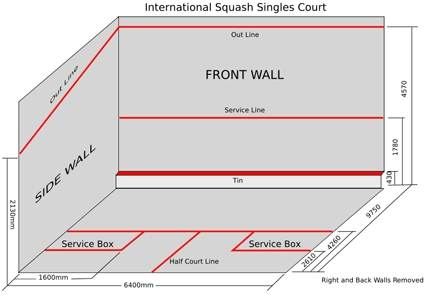 International Squash Singles Court
Out Line
Out Line
FRONT WALL
Service Line
SIDE WALL
Tin
4570
1780
430
2130mm
9750
4260
2610
Service Box
Service Box
Half Court Line
1600mm
6400mm
Right and Back Walls Removed